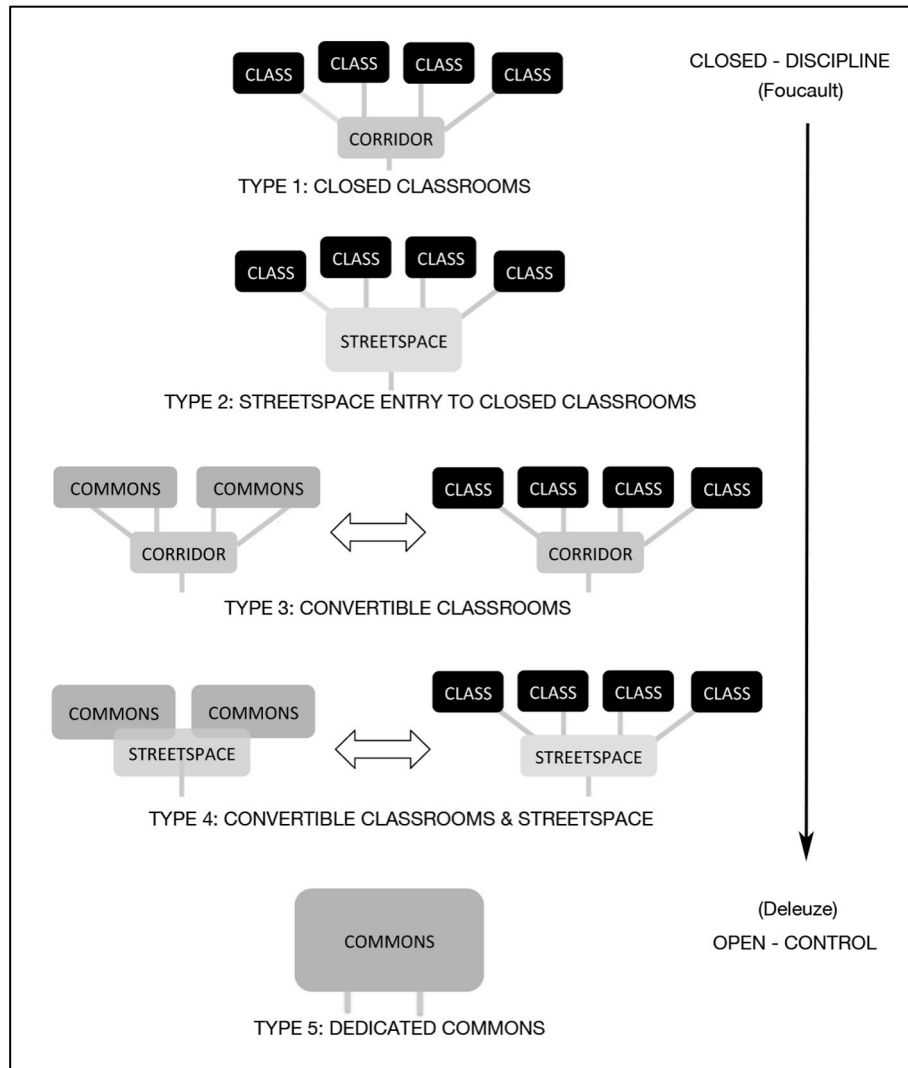 CLASS CLASS CLASS CLASS
CORRIDOR
TYPE 1: CLOSED CLASSROOMS
CLOSED - DISCIPLINE
(Foucault)
CLASS CLASS CLASS CLASS
STREETSPACE
TYPE 2: STREETSPACE ENTRY TO CLOSED CLASSROOMS
COMMONS COMMONS
CORRIDOR
CLASS CLASS CLASS CLASS
CORRIDOR
TYPE 3: CONVERTIBLE CLASSROOMS
COMMONS COMMONS
STREETSPACE
CLASS CLASS CLASS CLASS
STREETSPACE
TYPE 4: CONVERTIBLE CLASSROOMS & STREETSPACE
COMMONS
TYPE 5: DEDICATED COMMONS
(Deleuze)
OPEN - CONTROL